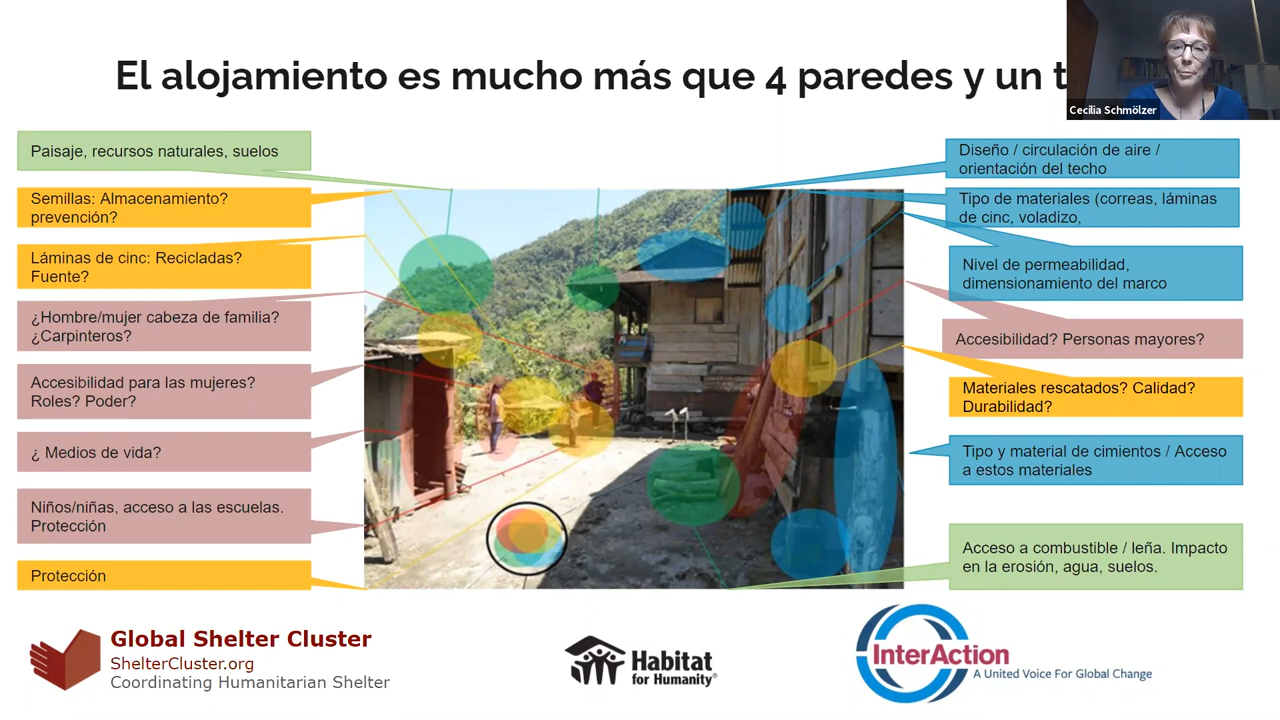 El alojamiento es mucho más que 4 paredes y un t
Cecilia Schmölzer
Paisaje, recursos naturales, suelos
Semillas: Almacenamiento?
prevención?
Láminas de cinc: Recicladas?
Fuente?
¿Hombre/mujer cabeza de familia?
¿Carpinteros?
Accesibilidad para las mujeres?
Roles? Poder?
¿ Medios de vida?
Niños/niñas, acceso a las escuelas.
Protección
Protección
Diseño / circulación de aire /
orientación del techo
Tipo de materiales (correas, láminas
de cinc, voladizo,
Nivel de permeabilidad,
dimensionamiento del marco
Accesibilidad? Personas mayores?
Materiales rescatados? Calidad?
Durabilidad?
Tipo y material de cimientos / Acceso
a estos materiales
Acceso a combustible / leña. Impacto
en la erosión, agua, suelos.
Global Shelter Cluster
ShelterCluster.org
Coordinating Humanitarian Shelter
Habitat
for Humanity®
InterAction
A United Voice For Global Change